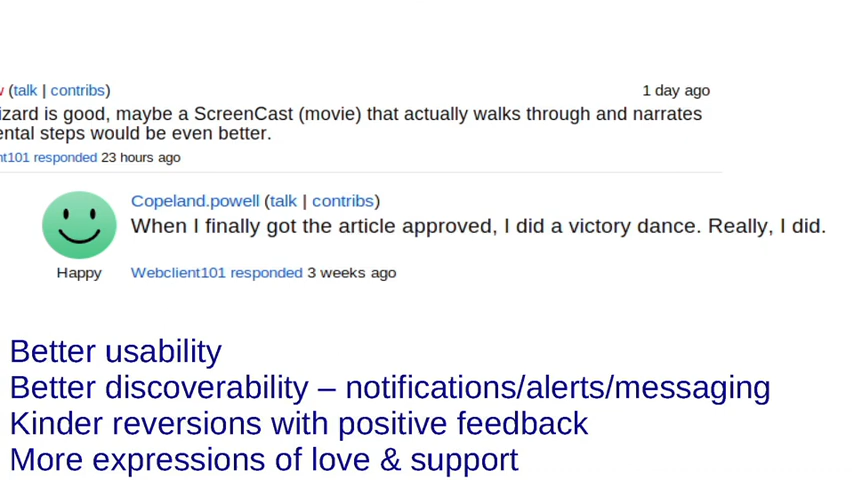 (talk | contribs) 1 day ago
is good, maybe a ScreenCast (movie) that actually walks through and narrates
steps would be even better.
responded 23 hours ago
Copeland.powell (talk | contribs)
When I finally got the article approved, I did a victory dance. Really, I did.
Happy Webclient101 responded 3 weeks ago
Better usability
Better discoverability – notifications/alerts/messaging
Kinder reversions with positive feedback
More expressions of love & support